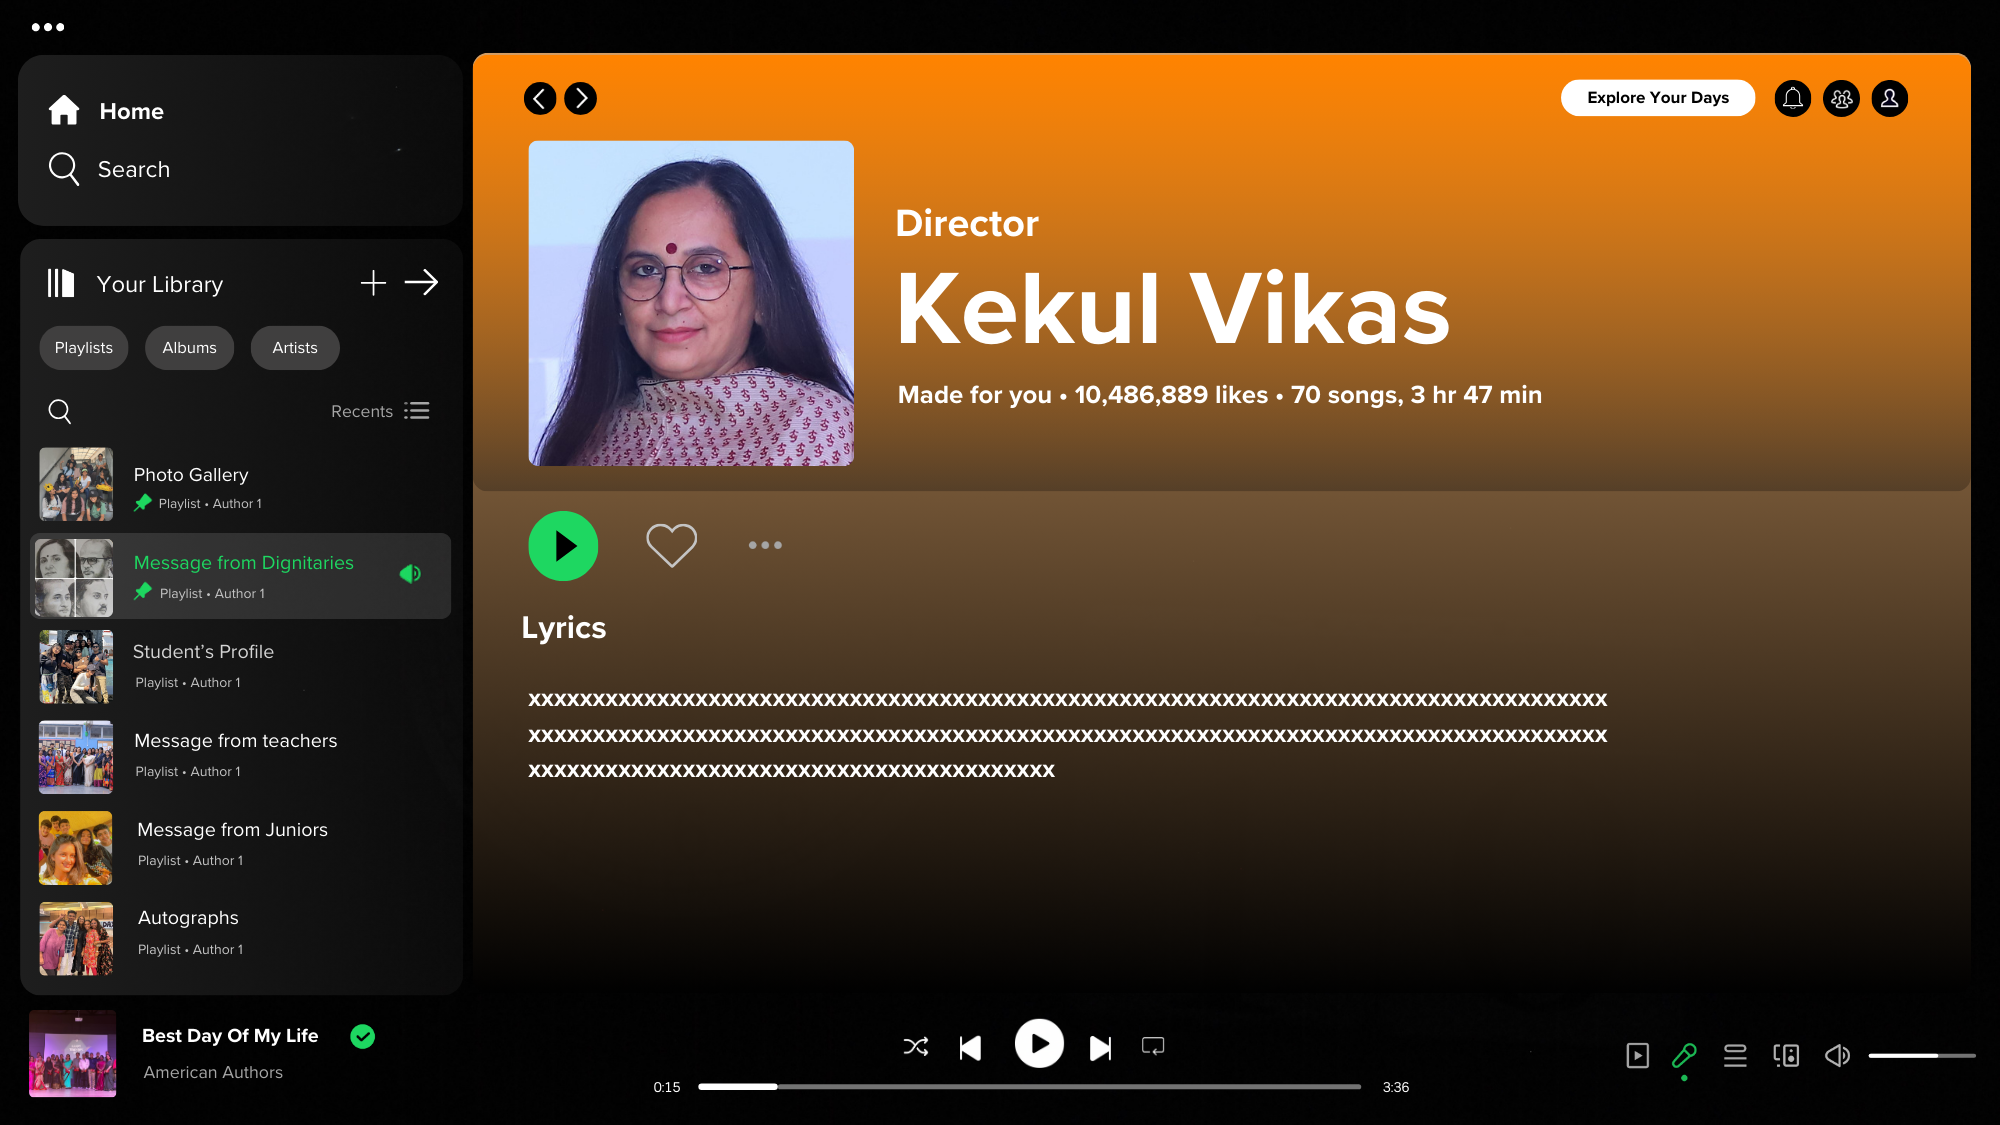 Home
Search
Your Library
Playlists
Albums
Artists
Recents
Photo Gallery
Playlist • Author 1
Message from Dignitaries
Playlist • Author 1
Student's Profile
Playlist • Author 1
Message from teachers
Playlist • Author 1
Message from Juniors
Playlist • Author 1
Autographs
Playlist • Author 1
Best Day Of My Life
American Authors
Explore Your Days
Director
Kekul Vikas
Made for you • 10,486,889 likes • 70 songs, 3 hr 47 min
Lyrics
xxxxxxxxxxxxxxxxxxxxxxxxxxxxxxxxxxxxxxxxxxxxxxxxxxxxxxxxxxxxxxxxxxxxxxxxxxxxxxxxxxxx
xxxxxxxxxxxxxxxxxxxxxxxxxxxxxxxxxxxxxxxxxxxxxxxxxxxxxxxxxxxxxxxxxxxxxxxxxxxxxxxxxxxx
xxxxxxxxxxxxxxxxxxxxxxxxxxxxxxxxxxxxxxxxx
0:15
3:36